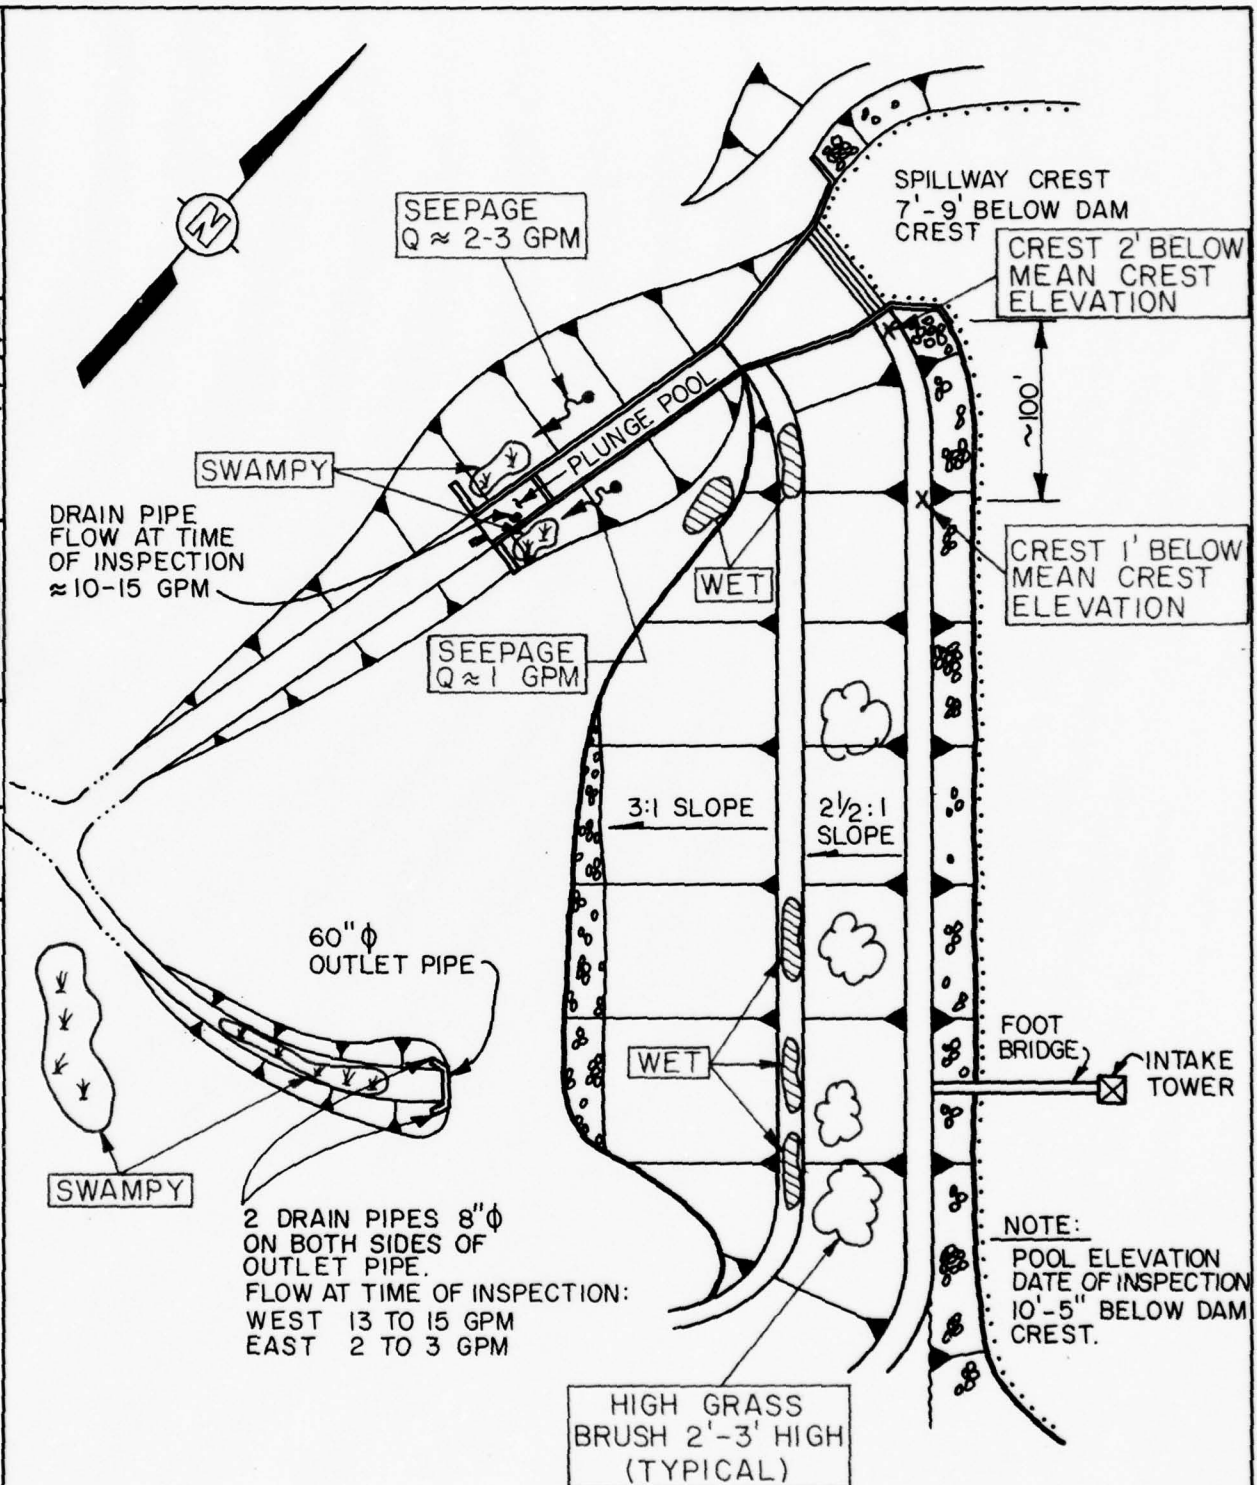 N
SEEPAGE
Q ≈ 2-3 GPM
SPILLWAY CREST
7'-9' BELOW DAM
CREST
CREST 2' BELOW
MEAN CREST
ELEVATION
~100'
PLUNGE POOL
SWAMPY
DRAIN PIPE
FLOW AT TIME
OF INSPECTION
≈10-15 GPM
WET
CREST 1' BELOW
MEAN CREST
ELEVATION
SEEPAGE
Q ≈ 1 GPM
3:1 SLOPE
2½:1
SLOPE
60"ϕ
OUTLET PIPE
WET
FOOT
BRIDGE
INTAKE
TOWER
SWAMPY
2 DRAIN PIPES 8"ϕ
ON BOTH SIDES OF
OUTLET PIPE.
FLOW AT TIME OF INSPECTION:
WEST 13 TO 15 GPM
EAST 2 TO 3 GPM
NOTE:
POOL ELEVATION
DATE OF INSPECTION
10'-5" BELOW DAM
CREST.
HIGH GRASS
BRUSH 2'-3' HIGH
(TYPICAL)